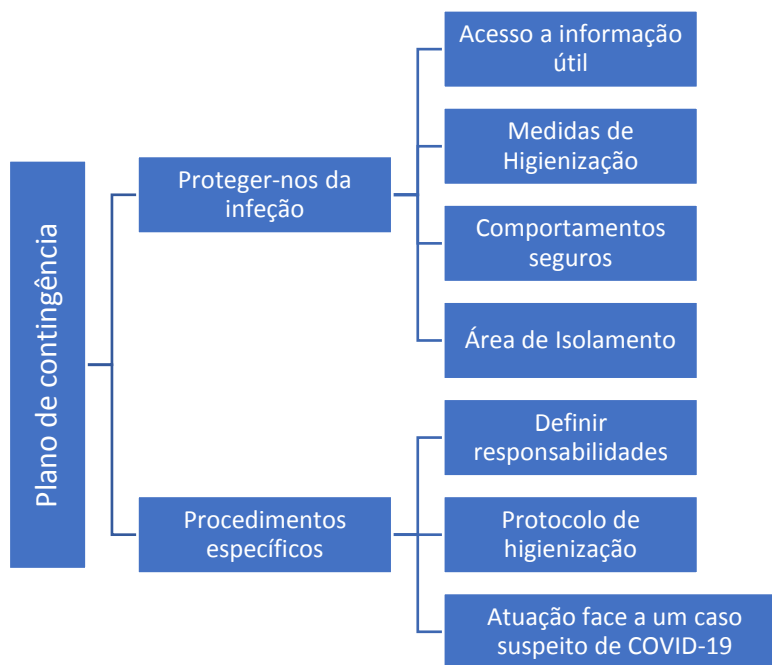 Plano de contingência
Proteger-nos da
infeção
Acesso a informação
útil
Medidas de
Higienização
Comportamentos
seguros
Área de Isolamento
Procedimentos
específicos
Definir
responsabilidades
Protocolo de
higienização
Atuação face a um caso
suspeito de COVID-19